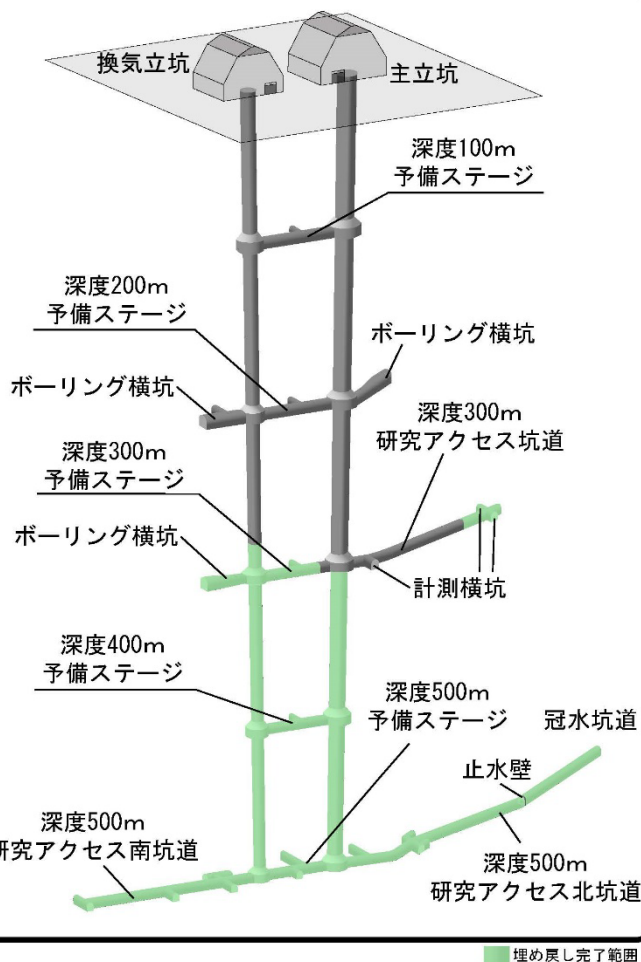 換気立坑
主立坑
深度100m
予備ステージ
深度200m
予備ステージ
ボーリング横坑
ボーリング横坑
深度300m
研究アクセス坑道
深度300m
予備ステージ
ボーリング横坑
計測横坑
深度400m
予備ステージ
深度500m
予備ステージ
冠水坑道
止水壁
深度500m
研究アクセス南坑道
深度500m
研究アクセス北坑道
埋め戻し完了範囲